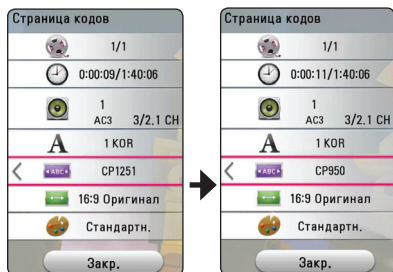 Страница кодов
1/1
0:00:09/1:40:06
1
AC3 3/2.1 CH
A 1 KOR
ABC CP1251
16:9 Оригинал
Стандартн.
Закр.
Страница кодов
1/1
0:00:11/1:40:06
1
AC3 3/2.1 CH
A 1 KOR
ABC CP950
16:9 Оригинал
Стандартн.
Закр.